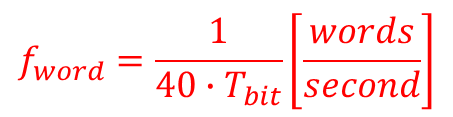 f_word = 1 / (40 · T_bit) [words / second]